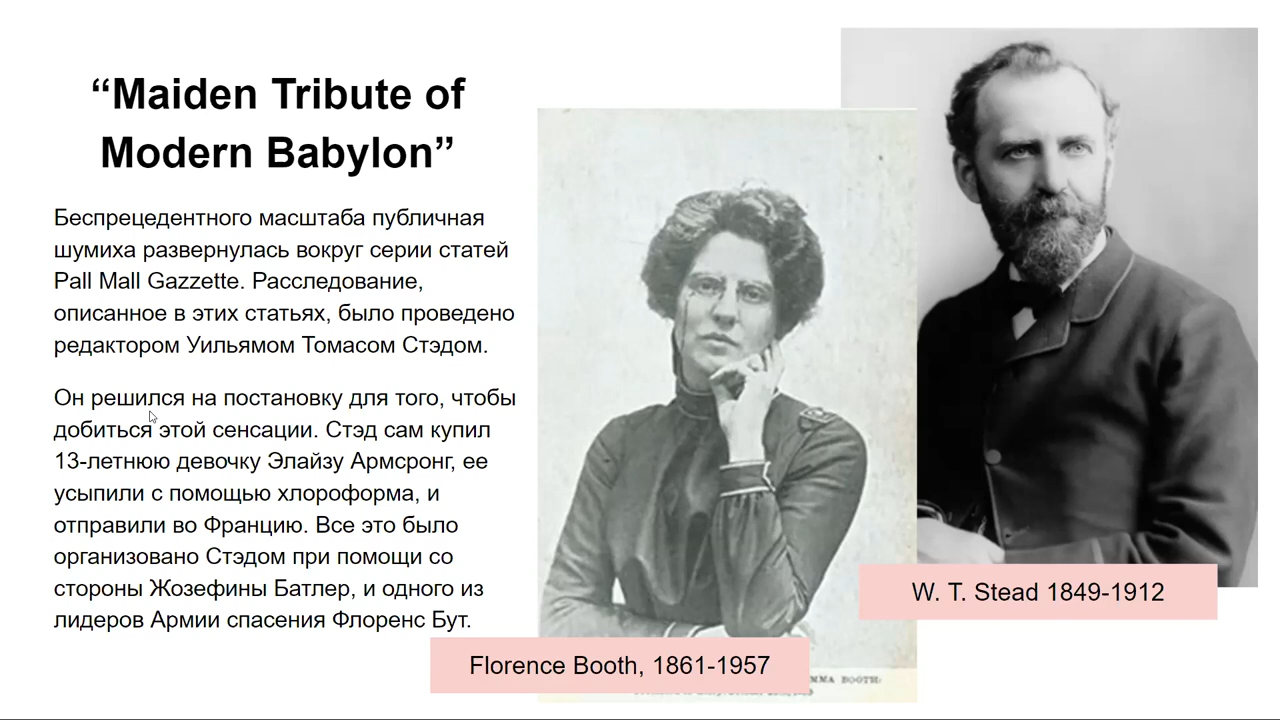 “Maiden Tribute of
Modern Babylon”
Беспрецедентного масштаба публичная
шумиха развернулась вокруг серии статей
Pall Mall Gazzette. Расследование,
описанное в этих статьях, было проведено
редактором Уильямом Томасом Стэдом.
Он решился на постановку для того, чтобы
добиться этой сенсации. Стэд сам купил
13-летнюю девочку Элайзу Армсронг, ее
усыпили с помощью хлороформа, и
отправили во Францию. Все это было
организовано Стэдом при помощи со
стороны Жозефины Батлер, и одного из
лидеров Армии спасения Флоренс Бут.
W. T. Stead 1849-1912
Florence Booth, 1861-1957
MMA BOOTH: